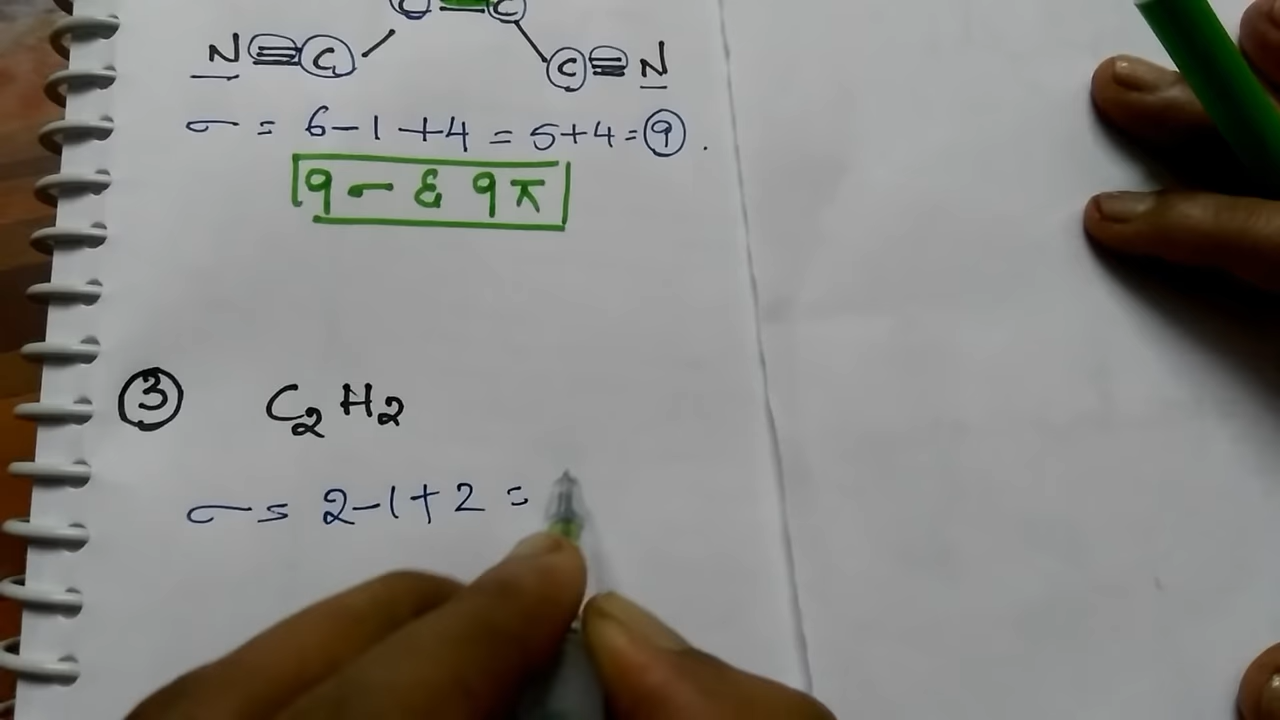 C = C
N ≡ C C ≡ N
σ = 6-1+4 = 5+4 = 9.
9σ & 9π
3 C2H2
σ = 2-1+2 =